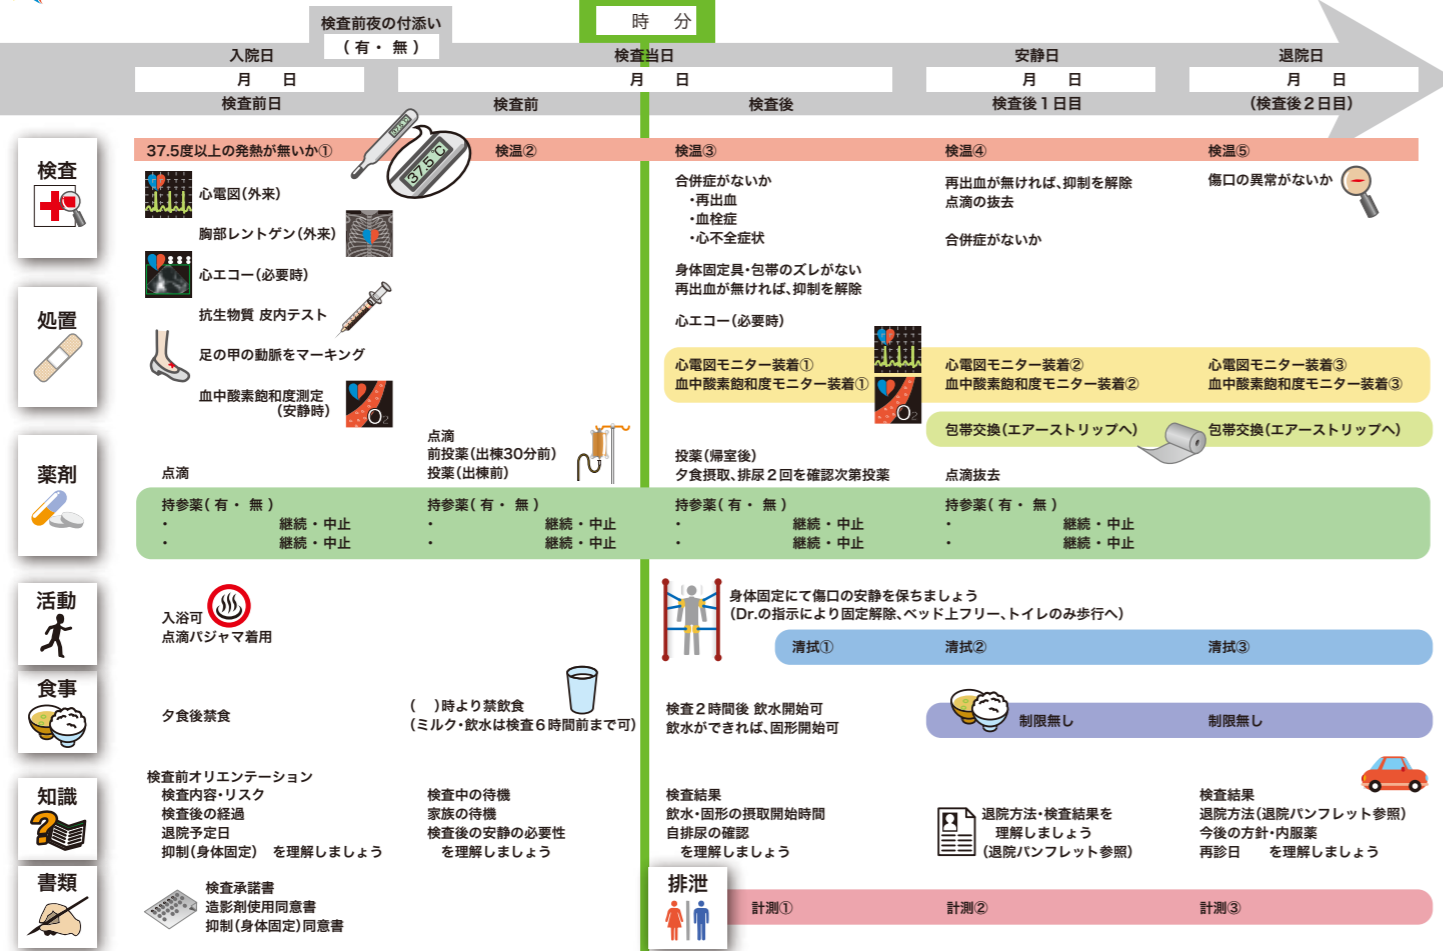 時 分
検査前夜の付添い
( 有・ 無 )
入院日
検査当日
安静日
退院日
月 日
月 日
月 日
月 日
検査前日
検査前
検査後
検査後1日目
(検査後2日目)
検査
37.5度以上の発熱が無いか①
37.5℃
検温②
検温③
検温④
検温⑤
心電図(外来)
胸部レントゲン(外来)
心エコー(必要時)
抗生物質 皮内テスト
足の甲の動脈をマーキング
血中酸素飽和度測定
(安静時)
O₂
合併症がないか
・再出血
・血栓症
・心不全症状
身体固定具・包帯のズレがない
再出血が無ければ、抑制を解除
心エコー(必要時)
再出血が無ければ、抑制を解除
点滴の抜去
合併症がないか
傷口の異常がないか
処置
心電図モニター装着①
血中酸素飽和度モニター装着①
O₂
心電図モニター装着②
血中酸素飽和度モニター装着②
心電図モニター装着③
血中酸素飽和度モニター装着③
包帯交換(エアーストリップへ)
包帯交換(エアーストリップへ)
薬剤
点滴
点滴
前投薬(出棟30分前)
投薬(出棟前)
投薬(帰室後)
夕食摂取、排尿2回を確認次第投薬
点滴抜去
持参薬( 有 ・ 無 )
・ 継続・中止
・ 継続・中止
持参薬( 有 ・ 無 )
・ 継続・中止
・ 継続・中止
持参薬( 有 ・ 無 )
・ 継続・中止
・ 継続・中止
持参薬( 有 ・ 無 )
・ 継続・中止
・ 継続・中止
活動
入浴可
点滴パジャマ着用
身体固定にて傷口の安静を保ちましょう
(Dr.の指示により固定解除、ベッド上フリー、トイレのみ歩行へ)
清拭①
清拭②
清拭③
食事
夕食後禁食
( )時より禁飲食
(ミルク・飲水は検査6時間前まで可)
検査2時間後 飲水開始可
飲水ができれば、固形開始可
制限無し
制限無し
知識
検査前オリエンテーション
検査内容・リスク
検査後の経過
退院予定日
抑制(身体固定) を理解しましょう
検査中の待機
家族の待機
検査後の安静の必要性
を理解しましょう
検査結果
飲水・固形の摂取開始時間
自排尿の確認
を理解しましょう
退院方法・検査結果を
理解しましょう
(退院パンフレット参照)
検査結果
退院方法(退院パンフレット参照)
今後の方針・内服薬
再診日 を理解しましょう
書類
検査承諾書
造影剤使用同意書
抑制(身体固定)同意書
排泄
計測①
計測②
計測③